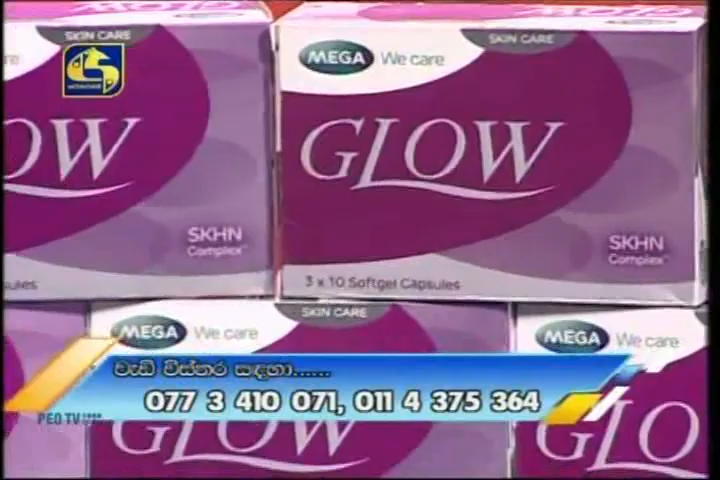 SKIN CARE
OW
SKHN
Complex
SKIN CARE
MEGA We care
GLOW
SKHN
Complex
3 x 10 Softgel Capsules
SKIN CARE
MEGA We care
GLOW
MEGA We care
GLO
වැඩි විස්තර සඳහා......
077 3 410 071, 011 4 375 364
PEO TV